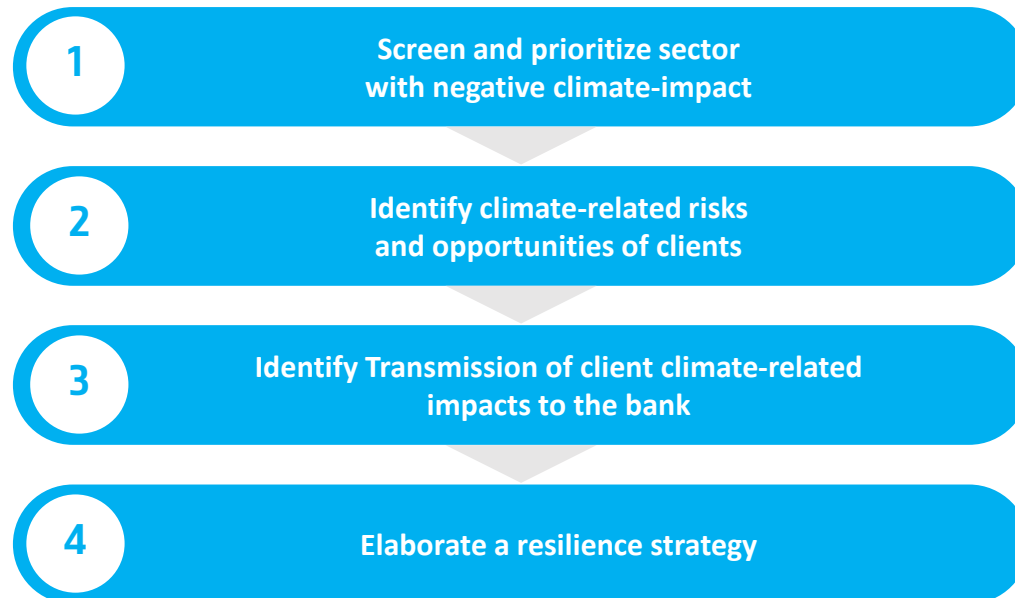 1
Screen and prioritize sector
with negative climate-impact
2
Identify climate-related risks
and opportunities of clients
3
Identify Transmission of client climate-related
impacts to the bank
4
Elaborate a resilience strategy